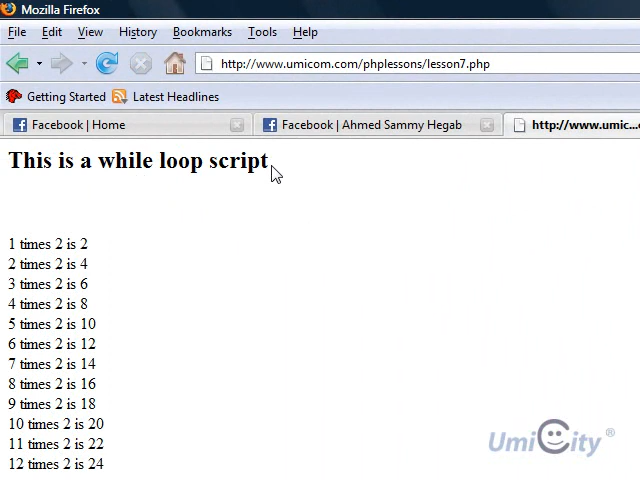 Mozilla Firefox
File Edit View History Bookmarks Tools Help
http://www.umicom.com/phplessons/lesson7.php
Getting Started Latest Headlines
Facebook | Home Facebook | Ahmed Sammy Hegab http://www.umic...
This is a while loop script
1 times 2 is 2
2 times 2 is 4
3 times 2 is 6
4 times 2 is 8
5 times 2 is 10
6 times 2 is 12
7 times 2 is 14
8 times 2 is 16
9 times 2 is 18
10 times 2 is 20
11 times 2 is 22
12 times 2 is 24
UmiCity ®